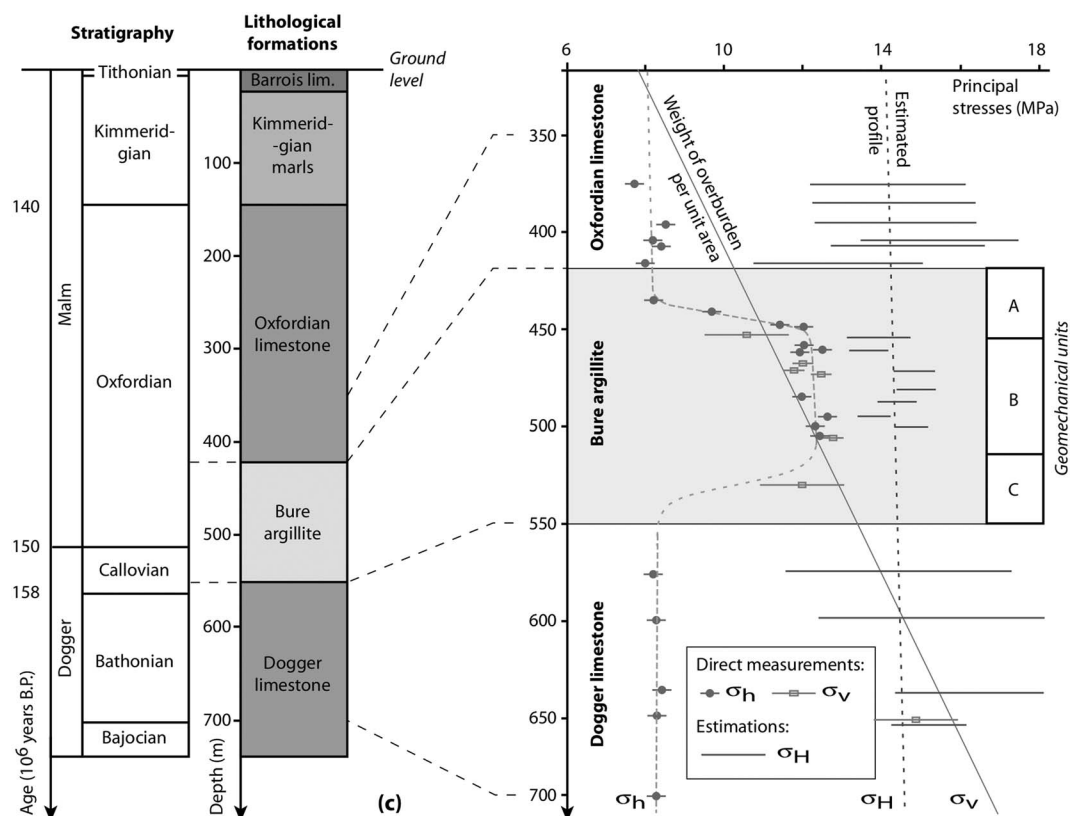 Stratigraphy
Lithological
formations
Ground
level
Tithonian
Kimmerid-
gian
Oxfordian
Callovian
Bathonian
Bajocian
Malm
Dogger
140
150
158
Age (10⁶ years B.P.)
Barrois lim.
Kimmerid-
-gian
marls
Oxfordian
limestone
Bure
argillite
Dogger
limestone
100
200
300
400
500
600
700
Depth (m)
(c)
6
10
14
18
Principal
stresses (MPa)
350
400
450
500
550
600
650
700
Oxfordian limestone
Bure argillite
Dogger limestone
Weight of overburden
per unit area
Estimated
profile
A
B
C
Geomechanical units
Direct measurements:
σh
σv
Estimations:
σH
σh
σH
σv